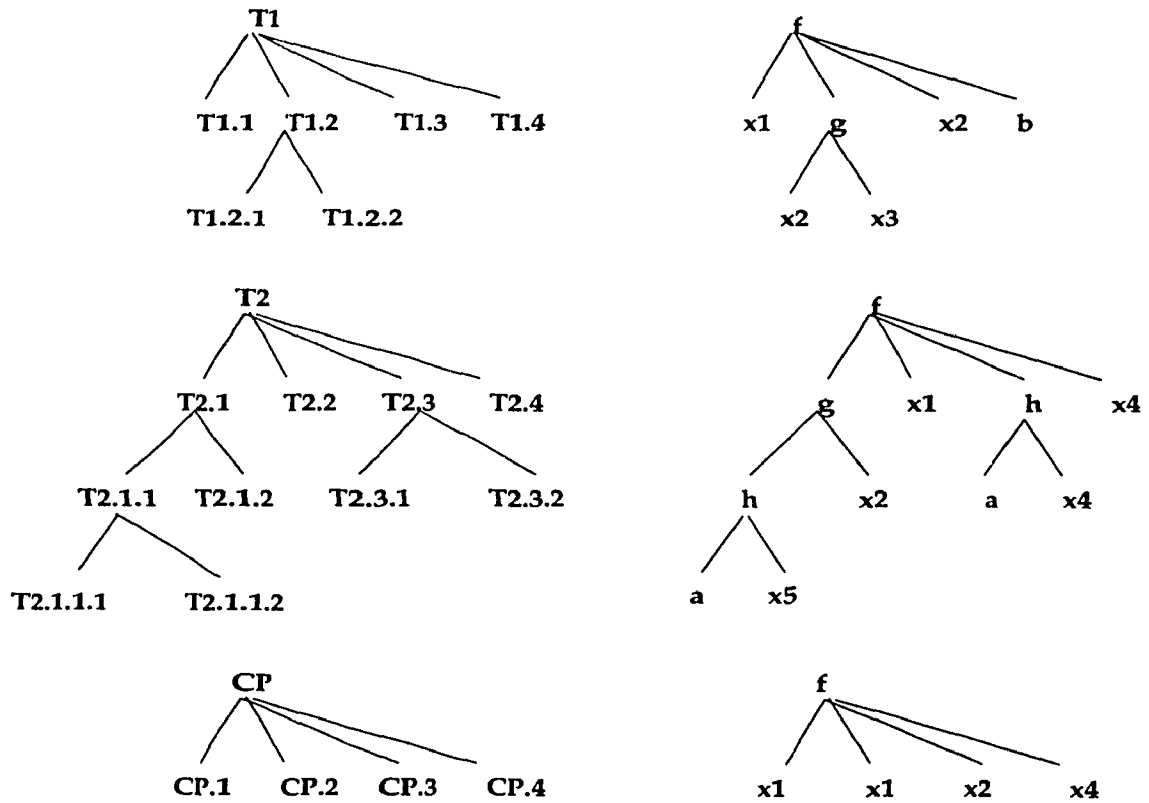 T1 f
T1.1 T1.2 T1.3 T1.4 x1 g x2 b
T1.2.1 T1.2.2 x2 x3
T2 f
T2.1 T2.2 T2.3 T2.4 g x1 h x4
T2.1.1 T2.1.2 T2.3.1 T2.3.2 h x2 a x4
T2.1.1.1 T2.1.1.2 a x5
CP f
CP.1 CP.2 CP.3 CP.4 x1 x1 x2 x4